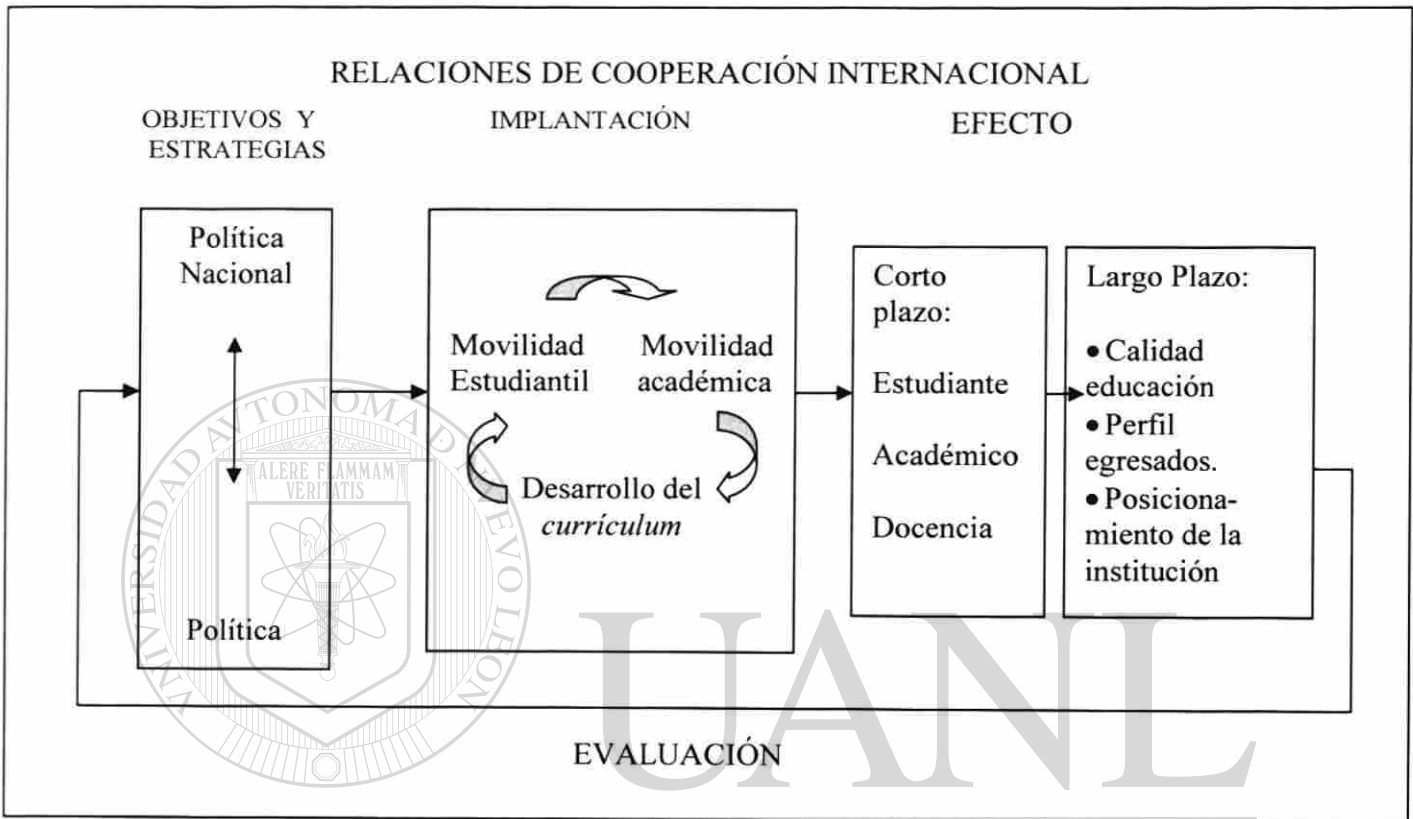 RELACIONES DE COOPERACIÓN INTERNACIONAL
OBJETIVOS Y
ESTRATEGIAS
IMPLANTACIÓN
EFECTO
Política
Nacional
Política
Movilidad
Estudiantil
Movilidad
académica
Desarrollo del
currículum
Corto
plazo:
Estudiante
Académico
Docencia
Largo Plazo:
• Calidad
educación
• Perfil
egresados.
• Posiciona-
miento de la
institución
EVALUACIÓN
UANL
ALERE FLAMMAM
VERITATIS